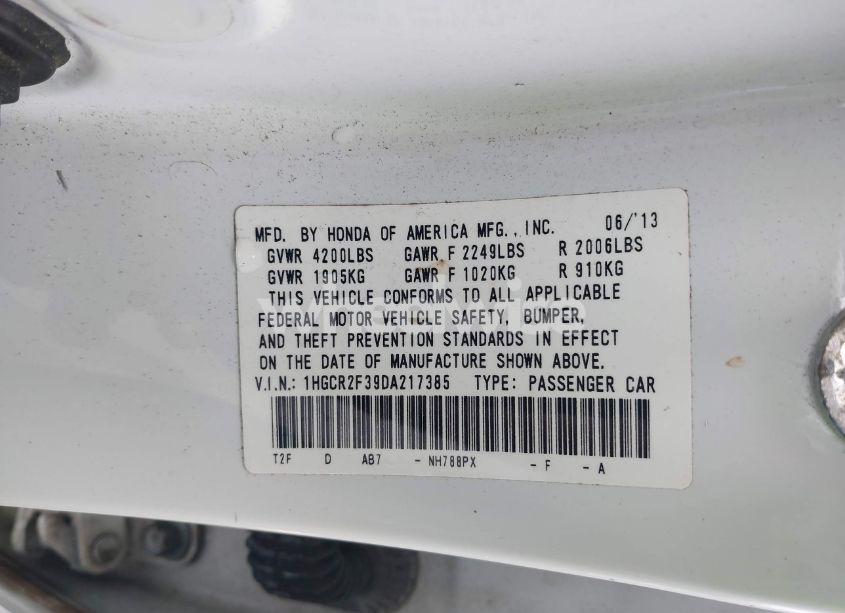 MFD. BY HONDA OF AMERICA MFG., INC. 06/'13
GVWR 4200LBS GAWR F 2249LBS R 2006LBS
GVWR 1905KG GAWR F 1020KG R 910KG
THIS VEHICLE CONFORMS TO ALL APPLICABLE
FEDERAL MOTOR VEHICLE SAFETY, BUMPER,
AND THEFT PREVENTION STANDARDS IN EFFECT
ON THE DATE OF MANUFACTURE SHOWN ABOVE.
V.I.N.: 1HGCR2F39DA217385 TYPE: PASSENGER CAR
T2F D AB7 - NH788PX - F - A